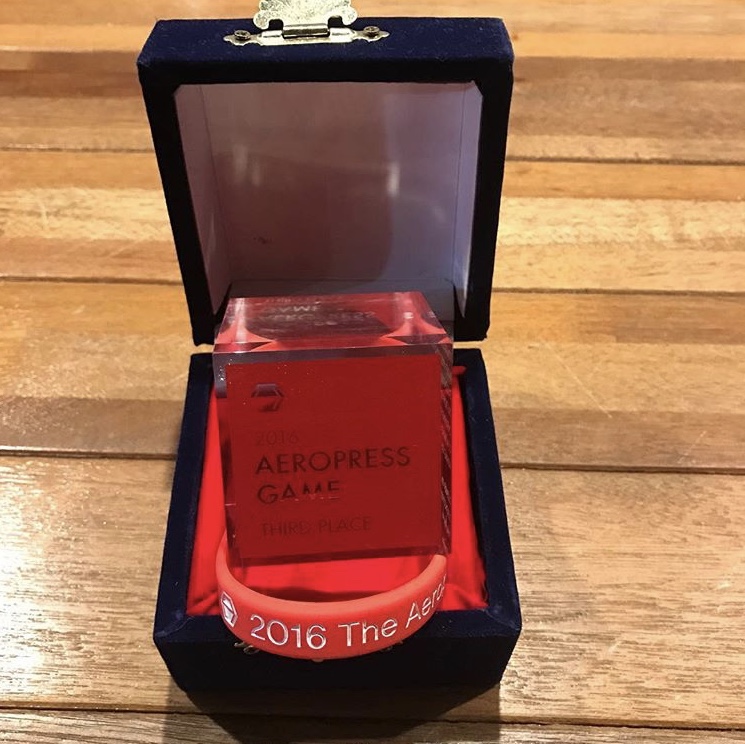 2016
AEROPRESS
GAME
THIRD PLACE
2016 The Aero